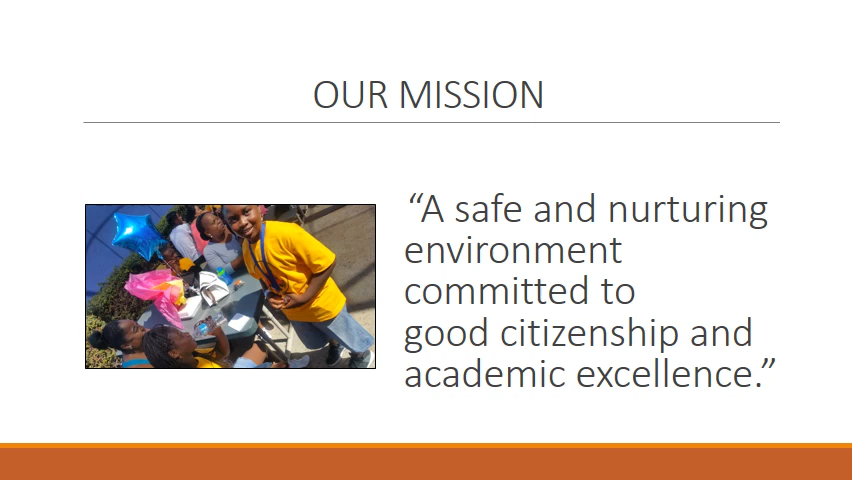 OUR MISSION
“A safe and nurturing
environment
committed to
good citizenship and
academic excellence.”